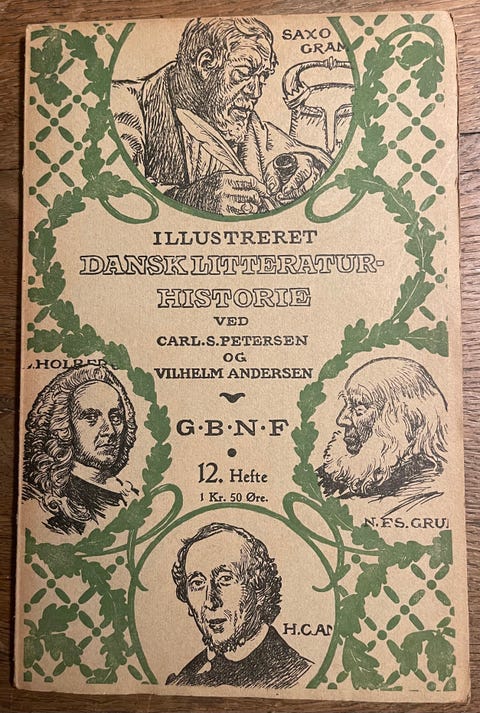 SAXO
GRAM
ILLUSTRERET
DANSK LITTERATUR-
HISTORIE
VED
CARL.S.PETERSEN
OG
VILHELM ANDERSEN
L.HOLBER
G·B·N·F
12. Hefte
1 Kr. 50 Øre.
N.F.S.GRU
H.C.AN